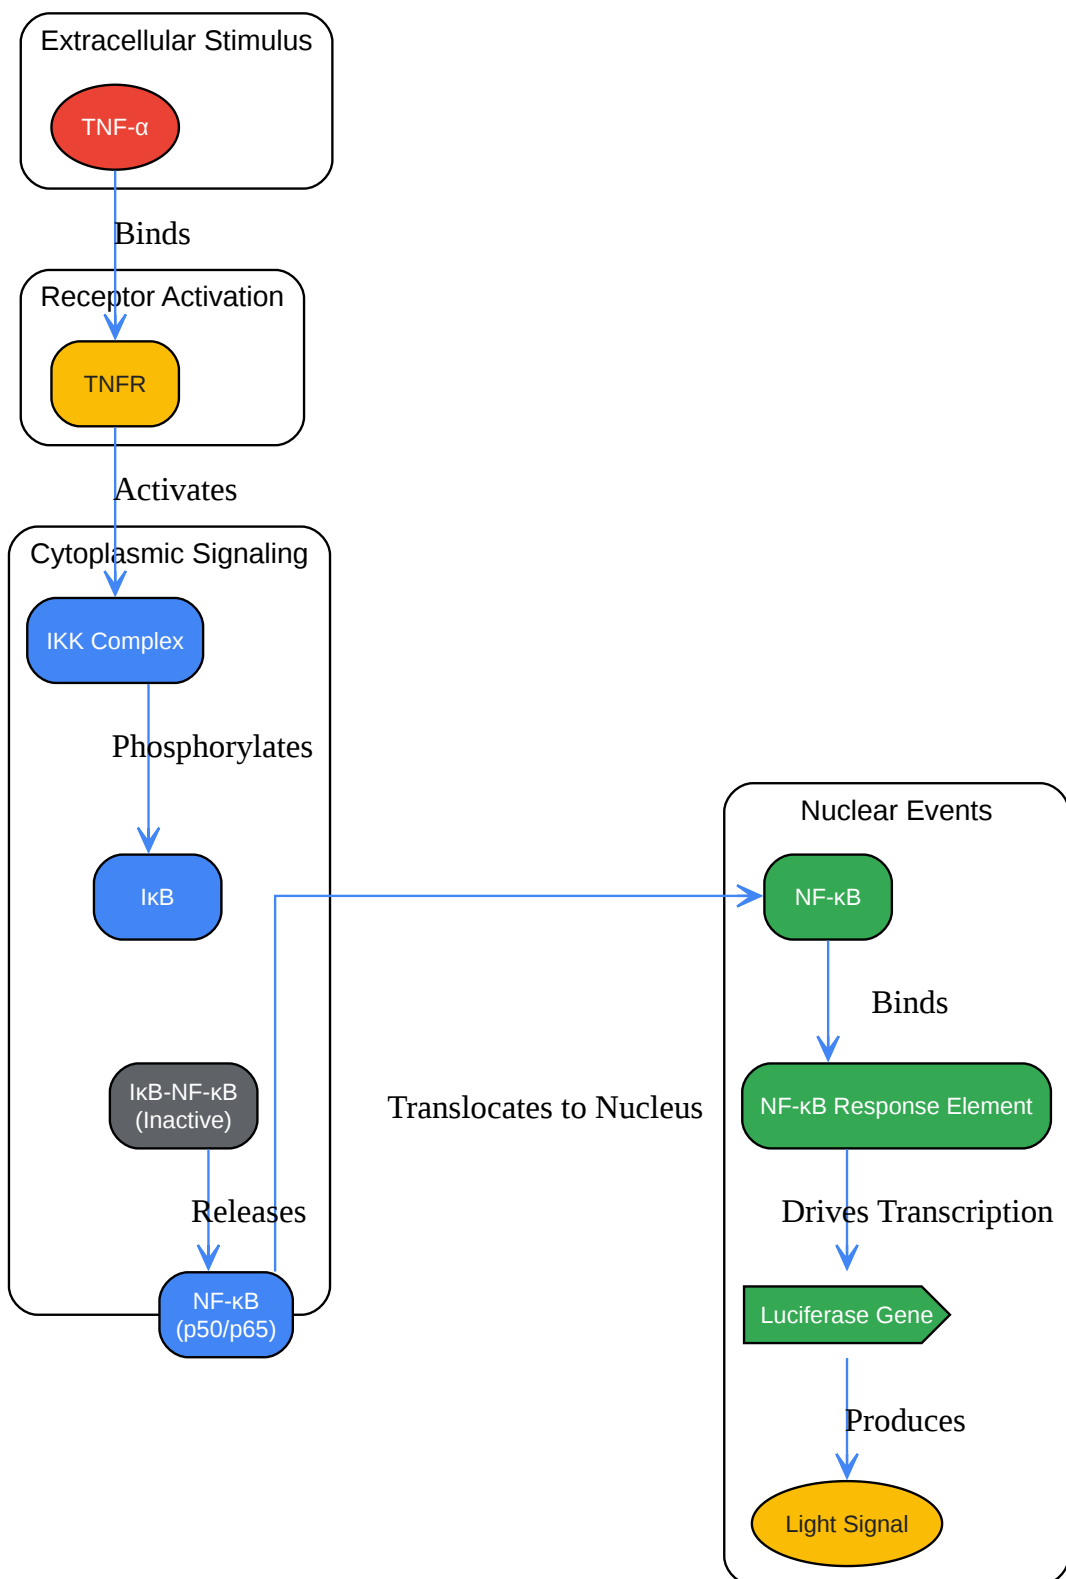 Extracellular Stimulus
TNF-α
Binds
Receptor Activation
TNFR
Activates
Cytoplasmic Signaling
IKK Complex
Phosphorylates
IκB
IκB-NF-κB
(Inactive)
Releases
NF-κB
(p50/p65)
Translocates to Nucleus
Nuclear Events
NF-κB
Binds
NF-κB Response Element
Drives Transcription
Luciferase Gene
Produces
Light Signal